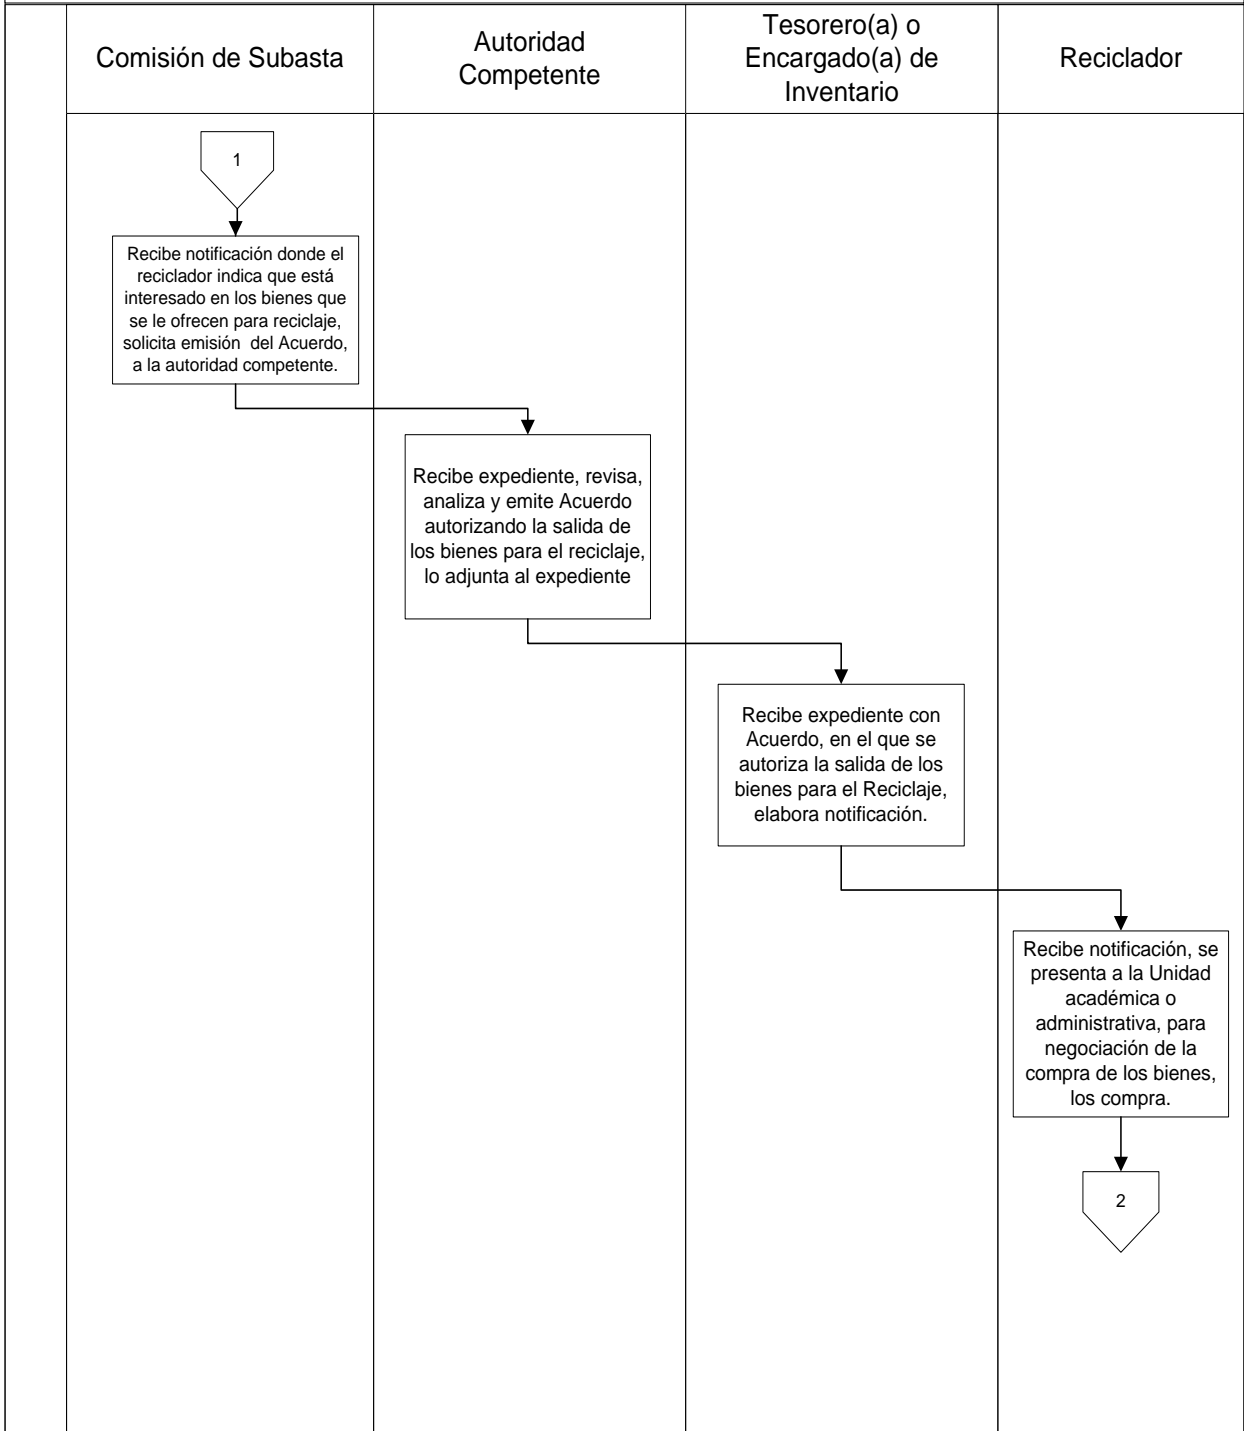 Comisión de Subasta
Autoridad
Competente
Tesorero(a) o
Encargado(a) de
Inventario
Reciclador
1
Recibe notificación donde el
reciclador indica que está
interesado en los bienes que
se le ofrecen para reciclaje,
solicita emisión  del Acuerdo,
a la autoridad competente.
Recibe expediente, revisa,
analiza y emite Acuerdo
autorizando la salida de
los bienes para el reciclaje,
lo adjunta al expediente
Recibe expediente con
Acuerdo, en el que se
autoriza la salida de los
bienes para el Reciclaje,
elabora notificación.
Recibe notificación, se
presenta a la Unidad
académica o
administrativa, para
negociación de la
compra de los bienes,
los compra.
2